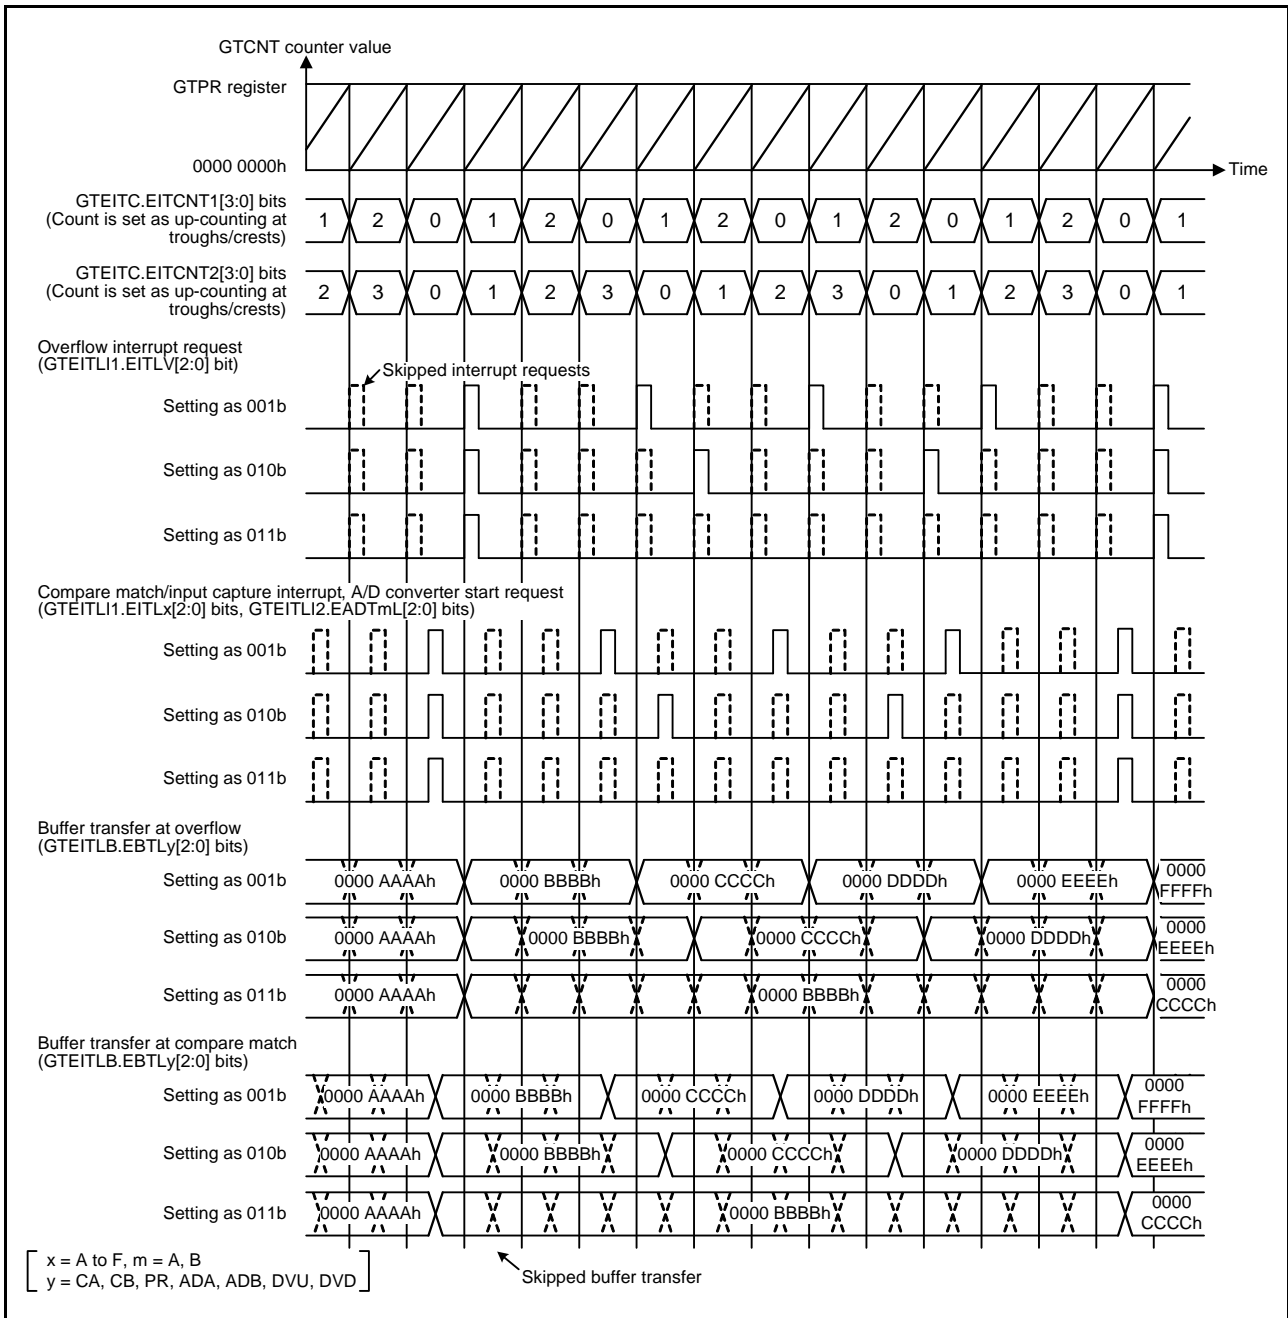 GTCNT counter value
GTPR register
0000 0000h
Time
GTEITC.EITCNT1[3:0] bits
(Count is set as up-counting at
troughs/crests)
1 2 0 1 2 0 1 2 0 1 2 0 1 2 0 1
GTEITC.EITCNT2[3:0] bits
(Count is set as up-counting at
troughs/crests)
2 3 0 1 2 3 0 1 2 3 0 1 2 3 0 1
Overflow interrupt request
(GTEITLI1.EITLV[2:0] bit)
Skipped interrupt requests
Setting as 001b
Setting as 010b
Setting as 011b
Compare match/input capture interrupt, A/D converter start request
(GTEITLI1.EITLx[2:0] bits, GTEITLI2.EADTmL[2:0] bits)
Setting as 001b
Setting as 010b
Setting as 011b
Buffer transfer at overflow
(GTEITLB.EBTLy[2:0] bits)
Setting as 001b 0000 AAAAh 0000 BBBBh 0000 CCCCh 0000 DDDDh 0000 EEEEh 0000
FFFFh
Setting as 010b 0000 AAAAh 0000 BBBBh 0000 CCCCh 0000 DDDDh 0000
EEEEh
Setting as 011b 0000 AAAAh 0000 BBBBh 0000
CCCCh
Buffer transfer at compare match
(GTEITLB.EBTLy[2:0] bits)
Setting as 001b 0000 AAAAh 0000 BBBBh 0000 CCCCh 0000 DDDDh 0000 EEEEh 0000
FFFFh
Setting as 010b 0000 AAAAh 0000 BBBBh 0000 CCCCh 0000 DDDDh 0000
EEEEh
Setting as 011b 0000 AAAAh 0000 BBBBh 0000
CCCCh
x = A to F, m = A, B
y = CA, CB, PR, ADA, ADB, DVU, DVD
Skipped buffer transfer